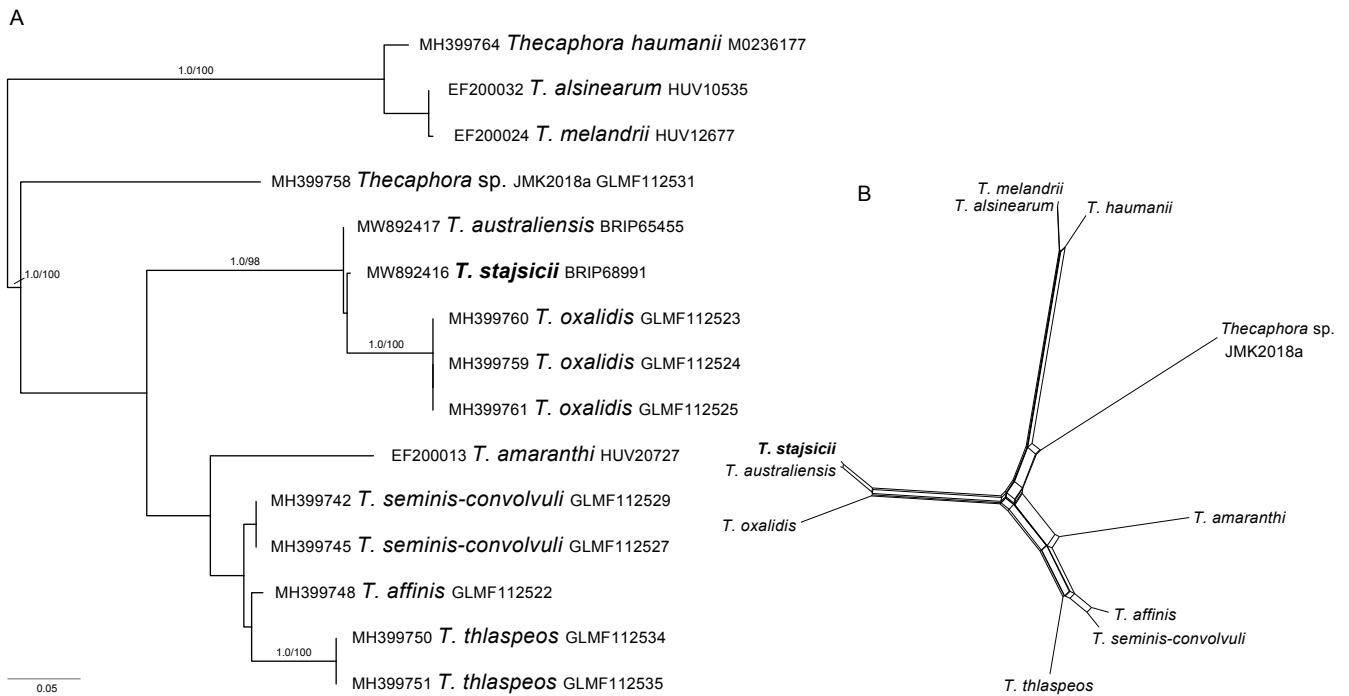 A
MH399764 Thecaphora haumanii M0236177
1.0/100
EF200032 T. alsinearum HUV10535
EF200024 T. melandrii HUV12677
MH399758 Thecaphora sp. JMK2018a GLMF112531
MW892417 T. australiensis BRIP65455
1.0/98
1.0/100
MW892416 T. stajsicii BRIP68991
MH399760 T. oxalidis GLMF112523
1.0/100
MH399759 T. oxalidis GLMF112524
MH399761 T. oxalidis GLMF112525
EF200013 T. amaranthi HUV20727
MH399742 T. seminis-convolvuli GLMF112529
MH399745 T. seminis-convolvuli GLMF112527
MH399748 T. affinis GLMF112522
MH399750 T. thlaspeos GLMF112534
1.0/100
MH399751 T. thlaspeos GLMF112535
0.05
B
T. melandrii
T. alsinearum
T. haumanii
Thecaphora sp.
JMK2018a
T. stajsicii
T. australiensis
T. oxalidis
T. amaranthi
T. affinis
T. seminis-convolvuli
T. thlaspeos